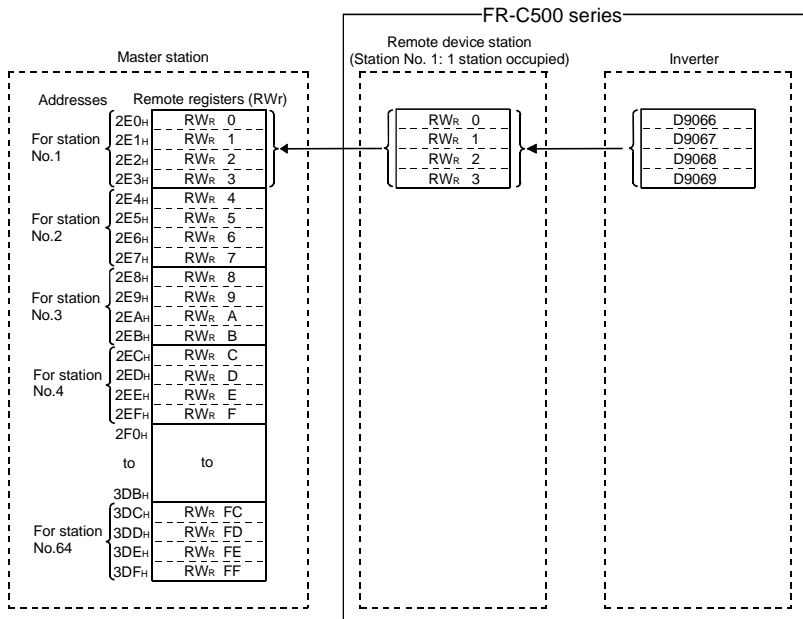 FR-C500 series
Master station
Remote device station
(Station No. 1: 1 station occupied)
Inverter
Addresses
Remote registers (RWr)
For station
No.1
2E0H RWR 0
2E1H RWR 1
2E2H RWR 2
2E3H RWR 3
RWR 0
RWR 1
RWR 2
RWR 3
D9066
D9067
D9068
D9069
For station
No.2
2E4H RWR 4
2E5H RWR 5
2E6H RWR 6
2E7H RWR 7
For station
No.3
2E8H RWR 8
2E9H RWR 9
2EAH RWR A
2EBH RWR B
For station
No.4
2ECH RWR C
2EDH RWR D
2EEH RWR E
2EFH RWR F
2F0H
to to
3DBH
For station
No.64
3DCH RWR FC
3DDH RWR FD
3DEH RWR FE
3DFH RWR FF